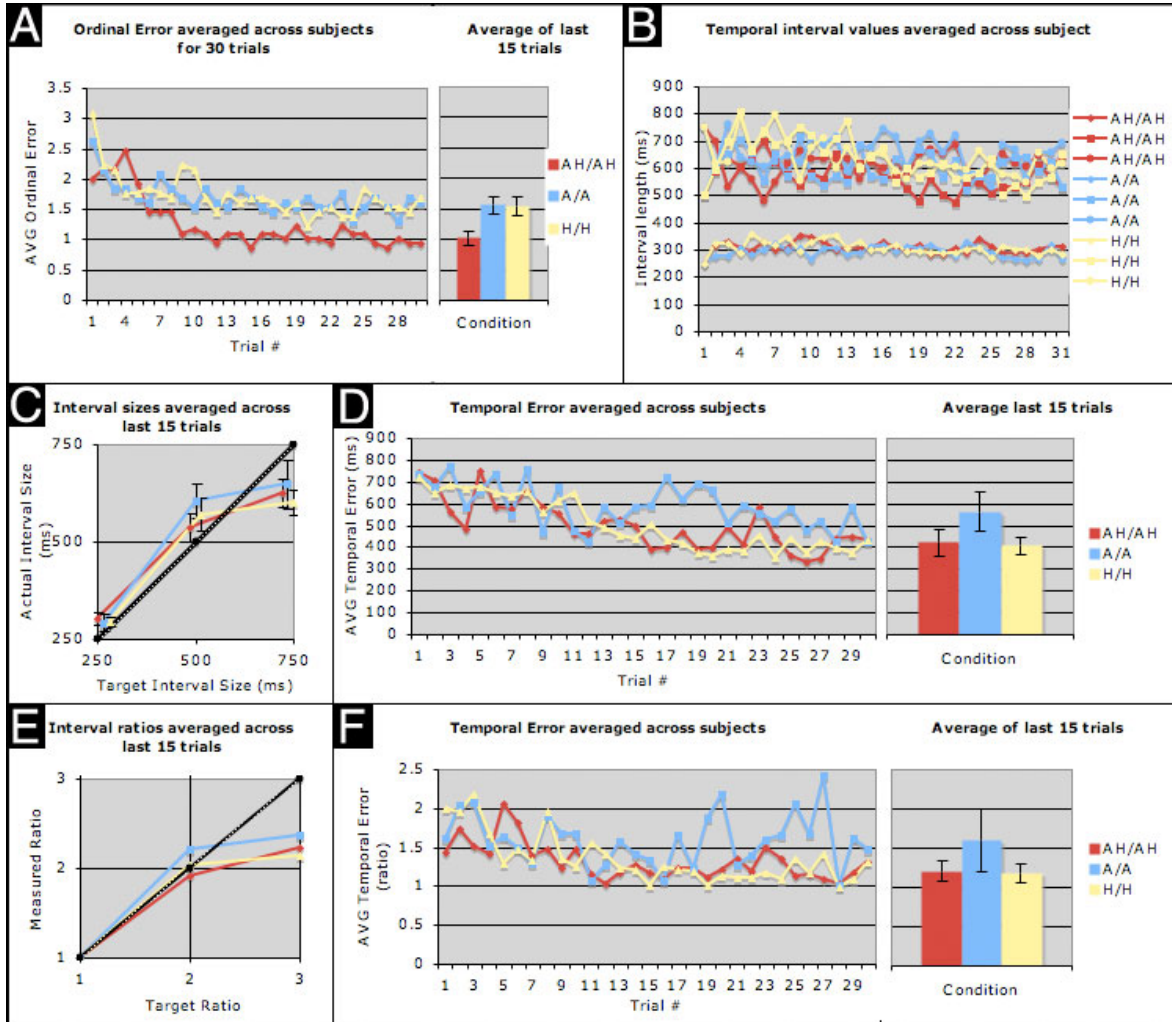 A
Ordinal Error averaged across subjects
for 30 trials
Average of last
15 trials
AVG Ordinal Error
3.5
3
2.5
2
1.5
1
0.5
0
1 4 7 10 13 16 19 22 25 28
Trial #
Condition
AH/AH
A/A
H/H
B
Temporal interval values averaged across subject
Interval length (ms)
900
800
700
600
500
400
300
200
100
0
1 4 7 10 13 16 19 22 25 28 31
AH/AH
AH/AH
AH/AH
A/A
A/A
A/A
H/H
H/H
H/H
C
Interval sizes averaged across
last 15 trials
Actual Interval Size
(ms)
750
500
250
250 500 750
Target Interval Size (ms)
D
Temporal Error averaged across subjects
Average last 15 trials
AVG Temporal Error (ms)
900
800
700
600
500
400
300
200
100
0
1 3 5 7 9 11 13 15 17 19 21 23 25 27 29
Trial #
Condition
AH/AH
A/A
H/H
E
Interval ratios averaged across
last 15 trials
Measured Ratio
3
2
1
1 2 3
Target Ratio
F
Temporal Error averaged across subjects
Average of last 15 trials
AVG Temporal Error
(ratio)
2.5
2
1.5
1
0.5
0
1 3 5 7 9 11 13 15 17 19 21 23 25 27 29
Trial #
Condition
AH/AH
A/A
H/H